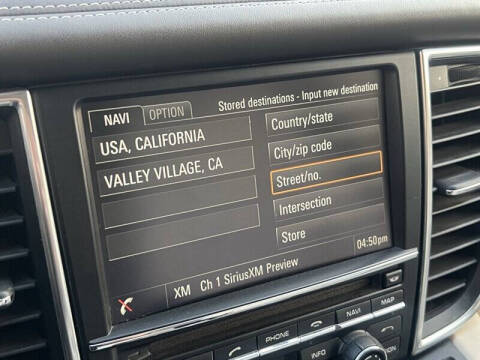 NAVI OPTION Stored destinations - Input new destination
USA, CALIFORNIA Country/state
VALLEY VILLAGE, CA City/zip code
Street/no.
Intersection
Store
XM Ch 1 SiriusXM Preview 04:50pm
PHONE NAVI MAP
INFO